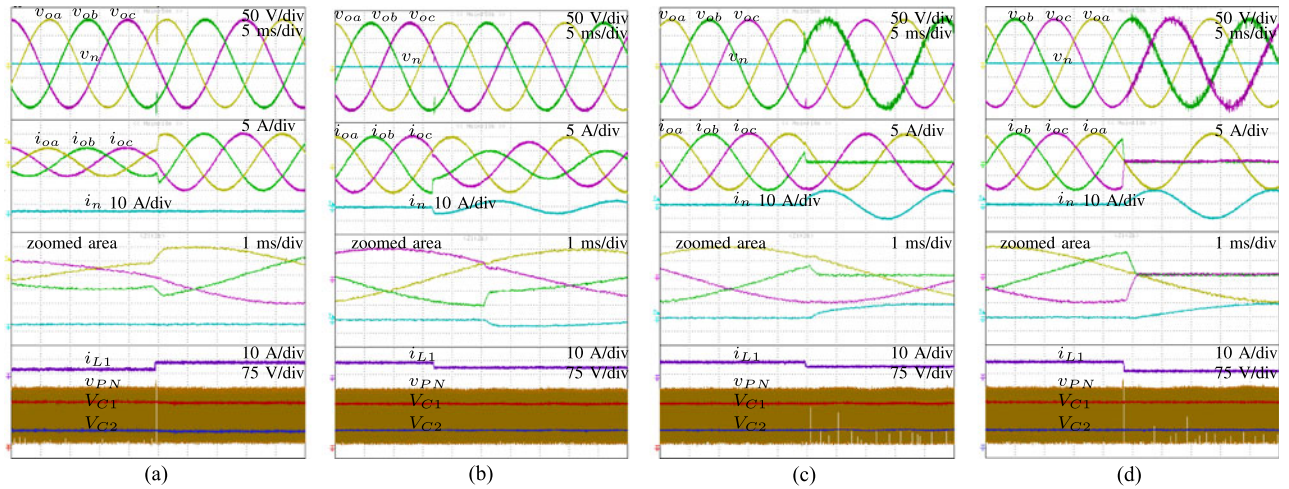 v_oa v_ob v_oc 50 V/div
5 ms/div
v_n
5 A/div
i_oa i_ob i_oc
i_n 10 A/div
zoomed area 1 ms/div
i_L1 10 A/div
75 V/div
v_PN
V_C1
V_C2
(a)
v_oa v_ob v_oc 50 V/div
5 ms/div
v_n
i_oa i_ob i_oc 5 A/div
i_n 10 A/div
zoomed area 1 ms/div
i_L1 10 A/div
75 V/div
v_PN
V_C1
V_C2
(b)
v_oa v_ob v_oc 50 V/div
5 ms/div
v_n
i_oa i_ob i_oc 5 A/div
i_n 10 A/div
zoomed area 1 ms/div
i_L1 10 A/div
75 V/div
v_PN
V_C1
V_C2
(c)
v_ob v_oc v_oa 50 V/div
5 ms/div
v_n
i_ob i_oc i_oa 5 A/div
i_n 10 A/div
zoomed area 1 ms/div
i_L1 10 A/div
75 V/div
v_PN
V_C1
V_C2
(d)